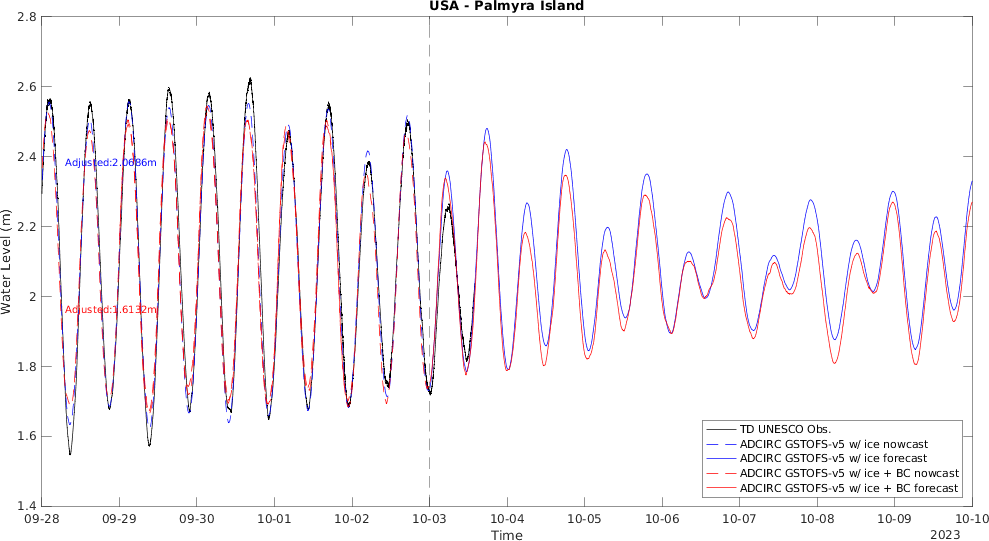 USA - Palmyra Island
2.8
2.6
2.4
2.2
2
1.8
1.6
1.4
Water Level (m)
Adjusted:2.0686m
Adjusted:1.6132m
TD UNESCO Obs.
ADCIRC GSTOFS-v5 w/ ice nowcast
ADCIRC GSTOFS-v5 w/ ice forecast
ADCIRC GSTOFS-v5 w/ ice + BC nowcast
ADCIRC GSTOFS-v5 w/ ice + BC forecast
09-28 09-29 09-30 10-01 10-02 10-03 10-04 10-05 10-06 10-07 10-08 10-09 10-10
Time
2023